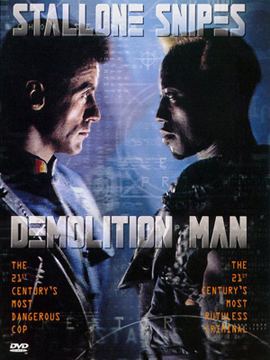 STALLONE SNIPES
DEMOLITION MAN
THE
21ST
CENTURY'S
MOST
DANGEROUS
COP
THE
21ST
CENTURY'S
MOST
RUTHLESS
CRIMINAL
DVD